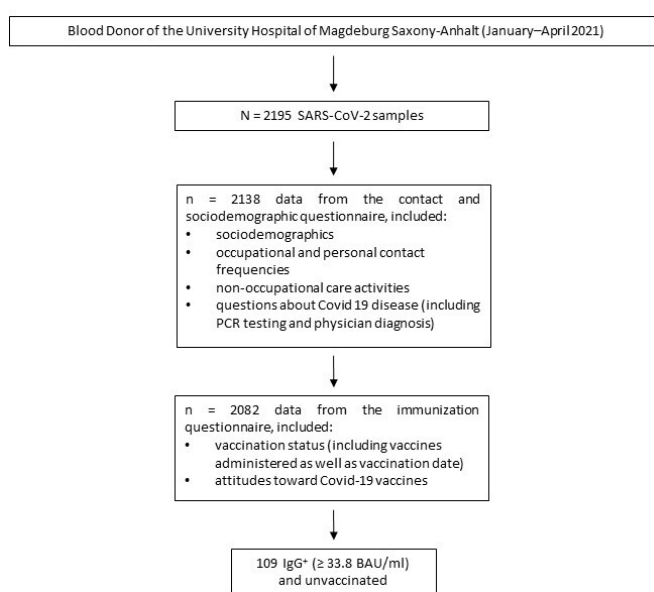 Blood Donor of the University Hospital of Magdeburg Saxony-Anhalt (January–April 2021)
N = 2195 SARS-CoV-2 samples
n = 2138 data from the contact and
sociodemographic questionnaire, included:
• sociodemographics
• occupational and personal contact
frequencies
• non-occupational care activities
• questions about Covid 19 disease (including
PCR testing and physician diagnosis)
n = 2082 data from the immunization
questionnaire, included:
• vaccination status (including vaccines
administered as well as vaccination date)
• attitudes toward Covid-19 vaccines
109 IgG⁺ (≥ 33.8 BAU/ml)
and unvaccinated